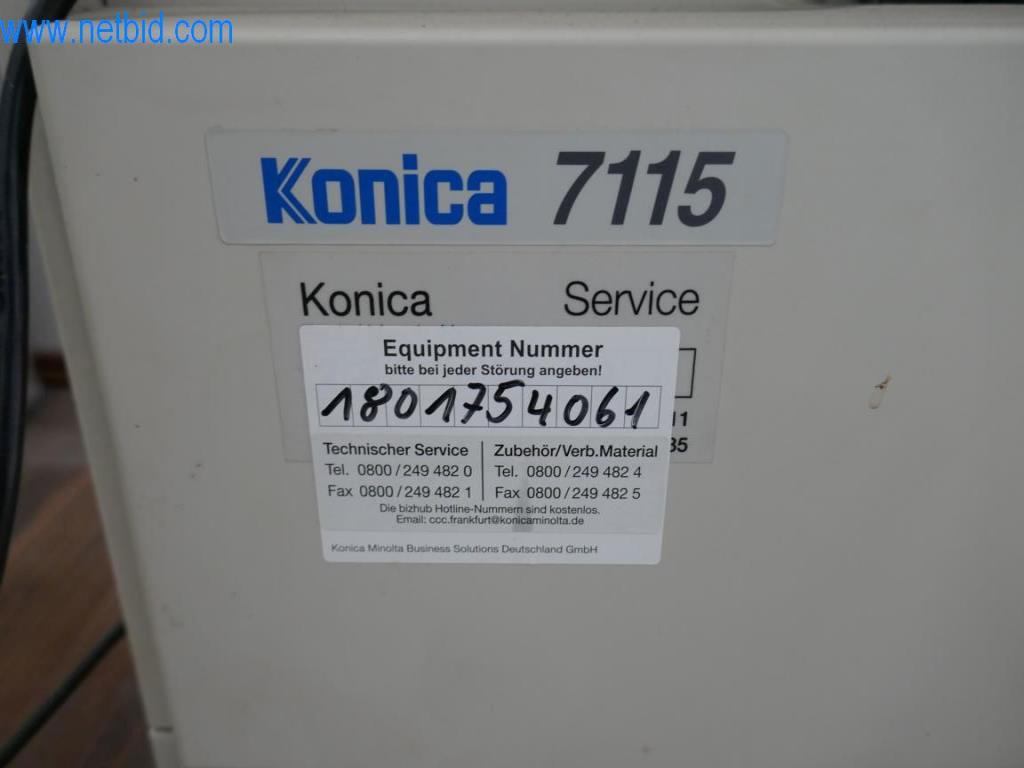 www.netbid.com
Konica 7115
Konica Service
Equipment Nummer
bitte bei jeder Störung angeben!
1801754061
11
35
Technischer Service
Tel. 0800/249 482 0
Fax 0800/249 482 1
Zubehör/Verb.Material
Tel. 0800/249 482 4
Fax 0800/249 482 5
Die bizhub Hotline-Nummern sind kostenlos.
Email: ccc.frankfurt@konicaminolta.de
Konica Minolta Business Solutions Deutschland GmbH